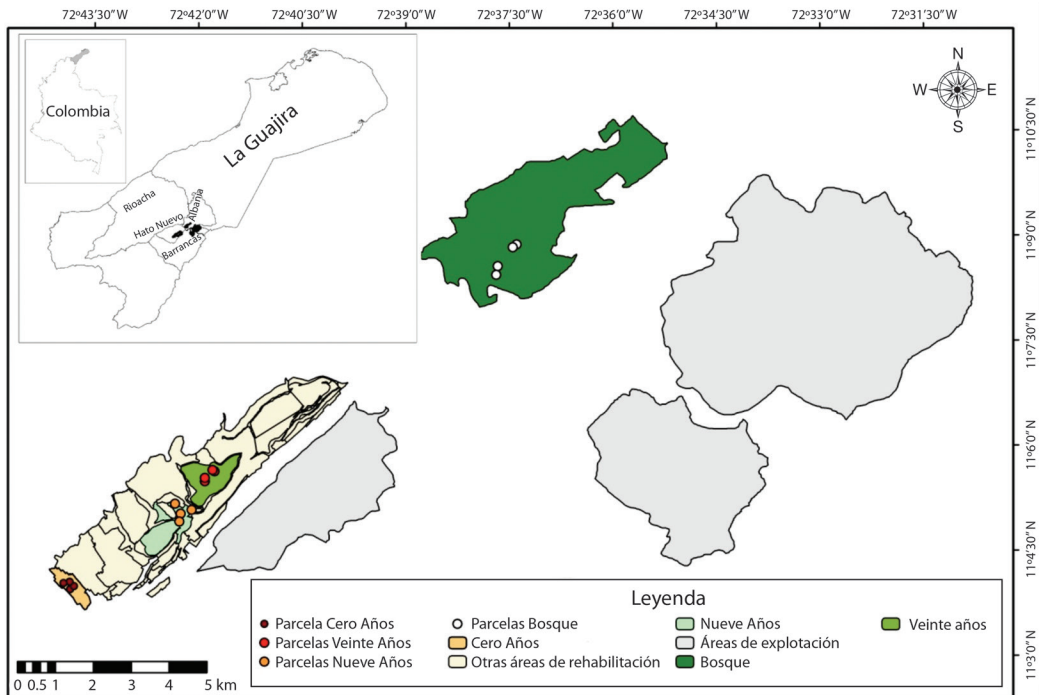 72°43'30"W 72°42'0"W 72°40'30"W 72°39'0"W 72°37'30"W 72°36'0"W 72°34'30"W 72°33'0"W 72°31'30"W
Colombia
La Guajira
Rioacha
Albania
Hato Nuevo
Barrancas
N
W E
S
11°10'30"N
11°9'0"N
11°7'30"N
11°6'0"N
11°4'30"N
11°3'0"N
Leyenda
Parcela Cero Años
Parcelas Veinte Años
Parcelas Nueve Años
Parcelas Bosque
Cero Años
Otras áreas de rehabilitación
Nueve Años
Áreas de explotación
Bosque
Veinte años
0 0.5 1 2 3 4 5 km